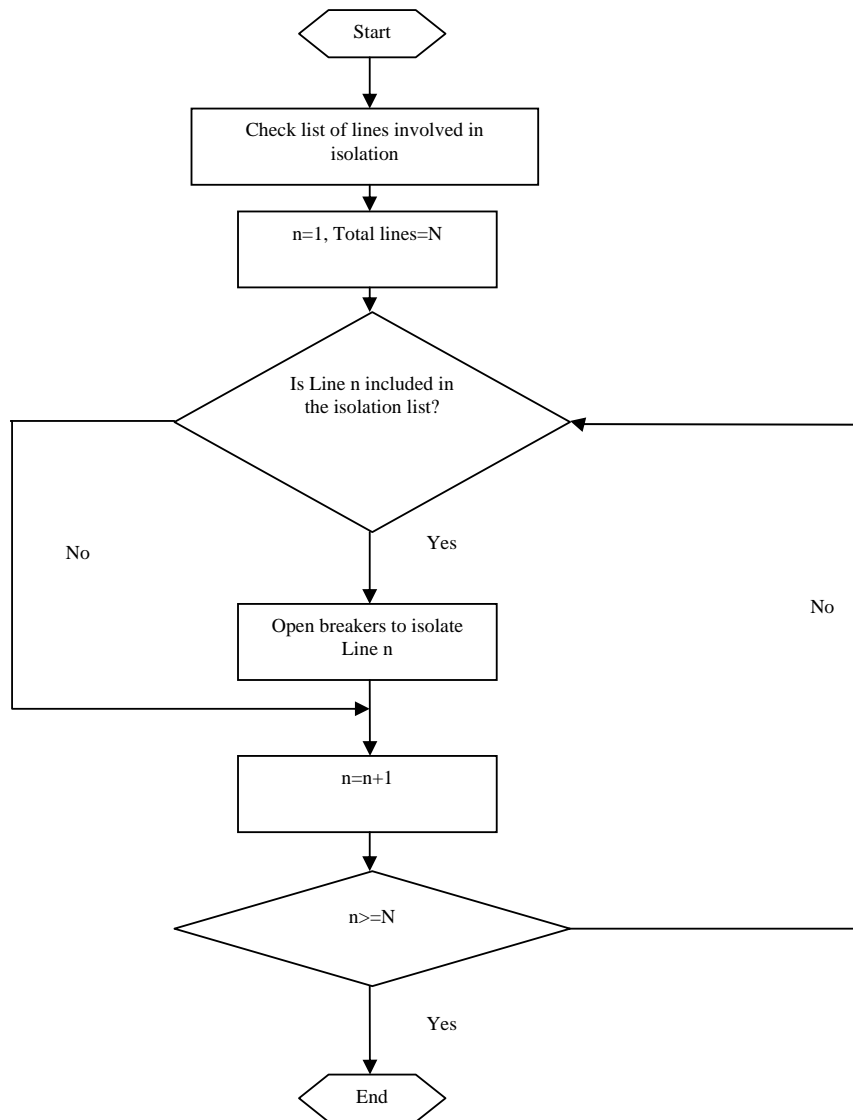 Start
Check list of lines involved in
isolation
n=1, Total lines=N
Is Line n included in
the isolation list?
Yes
No
No
Open breakers to isolate
Line n
n=n+1
n>=N
Yes
End